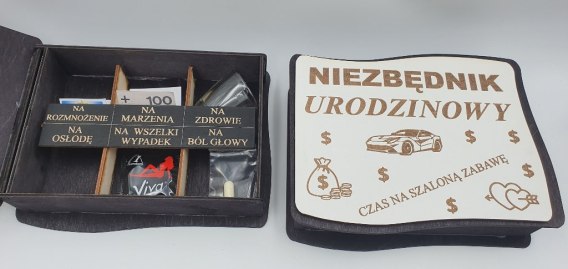 + 100
NA ROZMNOŻENIE
NA MARZENIA
NA ZDROWIE
NA OSŁODĘ
NA WSZELKI WYPADEK
NA BÓL GŁOWY
Viva
NIEZBĘDNIK
URODZINOWY
$ $
$ $ $
$ $
CZAS NA SZALONĄ ZABAWĘ